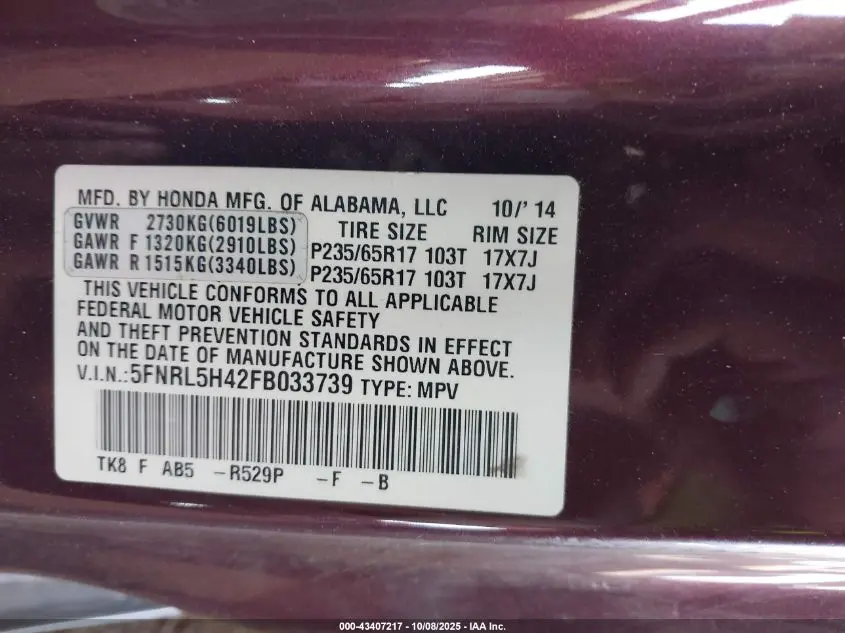 MFD. BY HONDA MFG. OF ALABAMA, LLC 10/' 14
GVWR 2730KG(6019LBS) TIRE SIZE RIM SIZE
GAWR F 1320KG(2910LBS) P235/65R17 103T 17X7J
GAWR R 1515KG(3340LBS) P235/65R17 103T 17X7J
THIS VEHICLE CONFORMS TO ALL APPLICABLE
FEDERAL MOTOR VEHICLE SAFETY
AND THEFT PREVENTION STANDARDS IN EFFECT
ON THE DATE OF MANUFACTURE SHOWN ABOVE.
V.I.N.:5FNRL5H42FB033739 TYPE: MPV
TK8 F AB5 -R529P -F -B
000-43407217 - 10/08/2025 - IAA Inc.